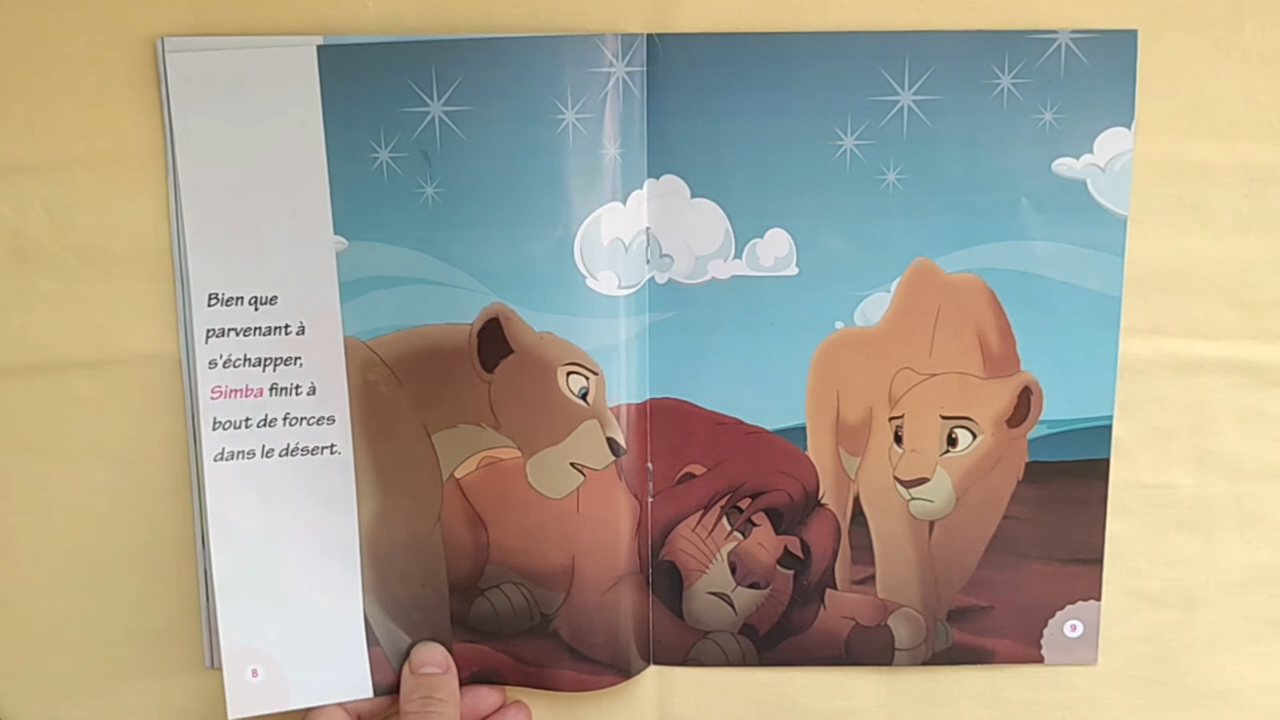 Bien que
parvenant à
s'échapper,
Simba finit à
bout de forces
dans le désert.
8
9